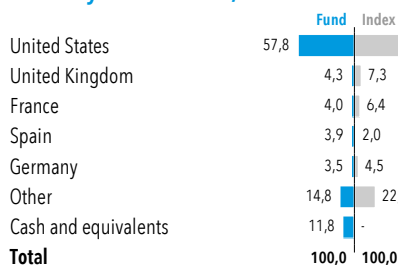 Fund Index
United States 57,8
United Kingdom 4,3 7,3
France 4,0 6,4
Spain 3,9 2,0
Germany 3,5 4,5
Other 14,8 22
Cash and equivalents 11,8 -
Total 100,0 100,0